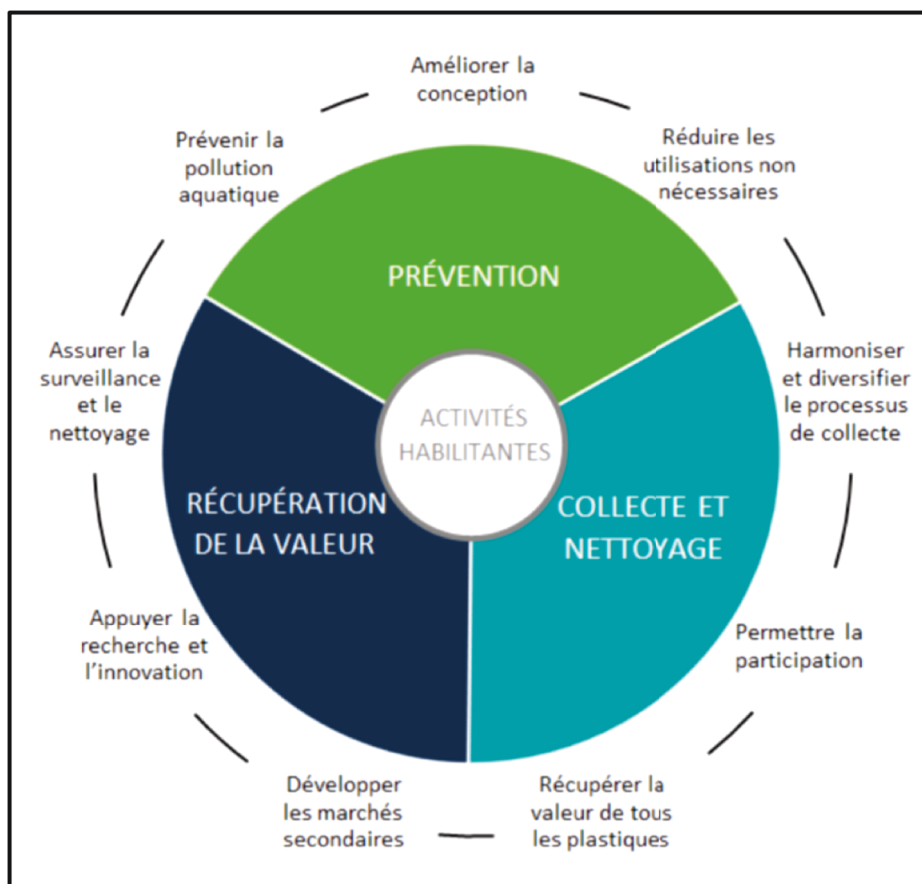 Améliorer la
conception
Réduire les
utilisations non
nécessaires
Harmoniser
et diversifier
le processus
de collecte
Permettre la
participation
Récupérer la
valeur de tous
les plastiques
Développer
les marchés
secondaires
Appuyer la
recherche et
l'innovation
Assurer la
surveillance
et le
nettoyage
Prévenir la
pollution
aquatique
PRÉVENTION
COLLECTE ET
NETTOYAGE
RÉCUPÉRATION
DE LA VALEUR
ACTIVITÉS
HABILITANTES